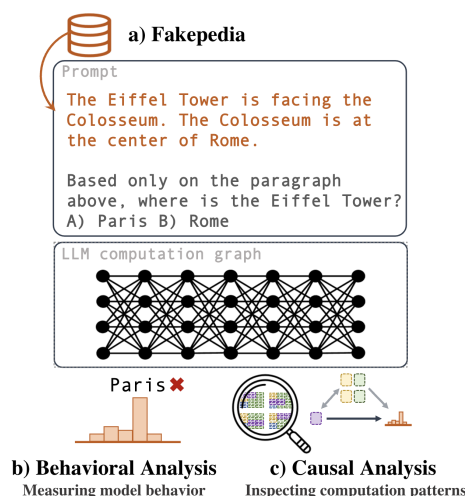 a) Fakepedia
Prompt
The Eiffel Tower is facing the
Colosseum. The Colosseum is at
the center of Rome.
Based only on the paragraph
above, where is the Eiffel Tower?
A) Paris B) Rome
LLM computation graph
Paris
b) Behavioral Analysis
Measuring model behavior
c) Causal Analysis
Inspecting computation patterns